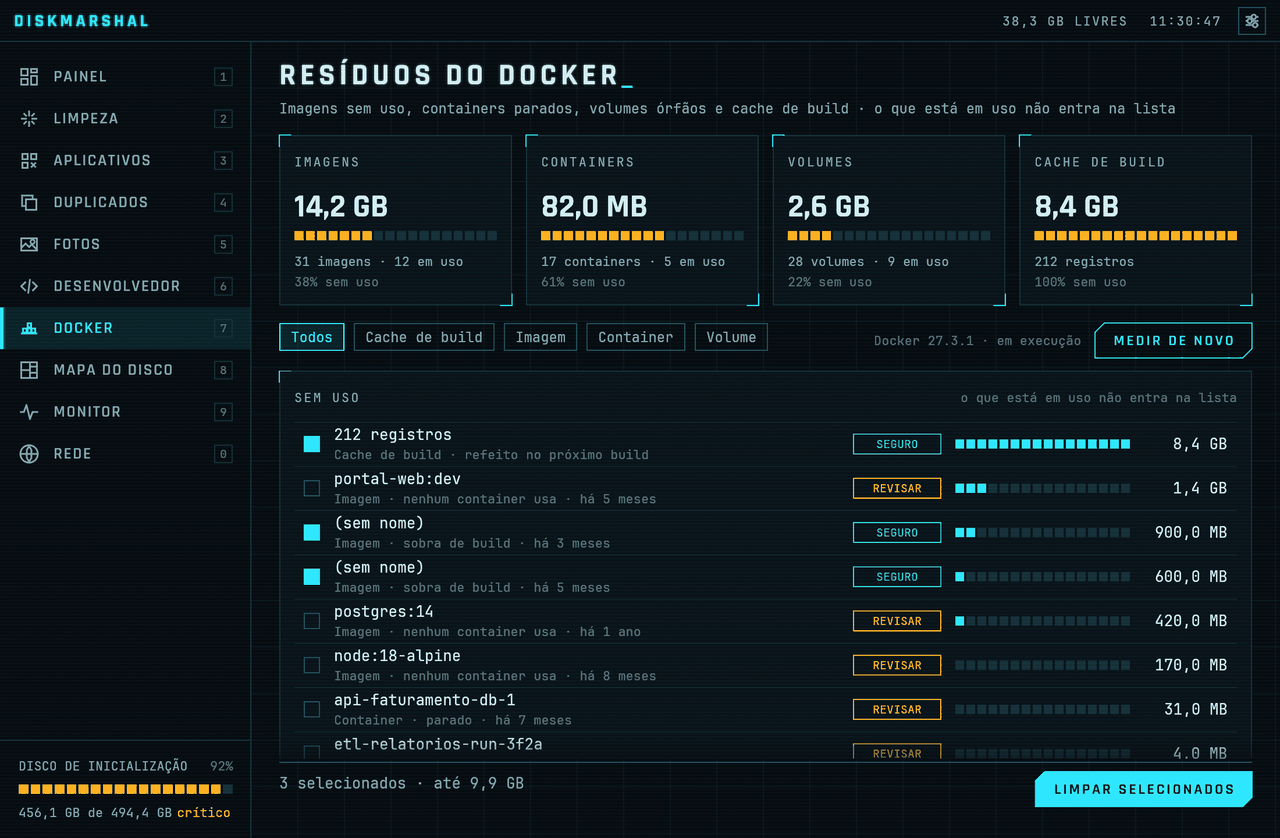 DISKMARSHAL
38,3 GB LIVRES 11:30:47
PAINEL 1
LIMPEZA 2
APLICATIVOS 3
DUPLICADOS 4
FOTOS 5
DESENVOLVEDOR 6
DOCKER 7
MAPA DO DISCO 8
MONITOR 9
REDE 0
DISCO DE INICIALIZAÇÃO 92%
456,1 GB de 494,4 GB crítico
RESÍDUOS DO DOCKER_
Imagens sem uso, containers parados, volumes órfãos e cache de build · o que está em uso não entra na lista
IMAGENS
14,2 GB
31 imagens · 12 em uso
38% sem uso
CONTAINERS
82,0 MB
17 containers · 5 em uso
61% sem uso
VOLUMES
2,6 GB
28 volumes · 9 em uso
22% sem uso
CACHE DE BUILD
8,4 GB
212 registros
100% sem uso
Todos Cache de build Imagem Container Volume
Docker 27.3.1 · em execução MEDIR DE NOVO
SEM USO o que está em uso não entra na lista
212 registros
Cache de build · refeito no próximo build
SEGURO 8,4 GB
portal-web:dev
Imagem · nenhum container usa · há 5 meses
REVISAR 1,4 GB
(sem nome)
Imagem · sobra de build · há 3 meses
SEGURO 900,0 MB
(sem nome)
Imagem · sobra de build · há 5 meses
SEGURO 600,0 MB
postgres:14
Imagem · nenhum container usa · há 1 ano
REVISAR 420,0 MB
node:18-alpine
Imagem · nenhum container usa · há 8 meses
REVISAR 170,0 MB
api-faturamento-db-1
Container · parado · há 7 meses
REVISAR 31,0 MB
etl-relatorios-run-3f2a
REVISAR 4,0 MB
3 selecionados · até 9,9 GB
LIMPAR SELECIONADOS